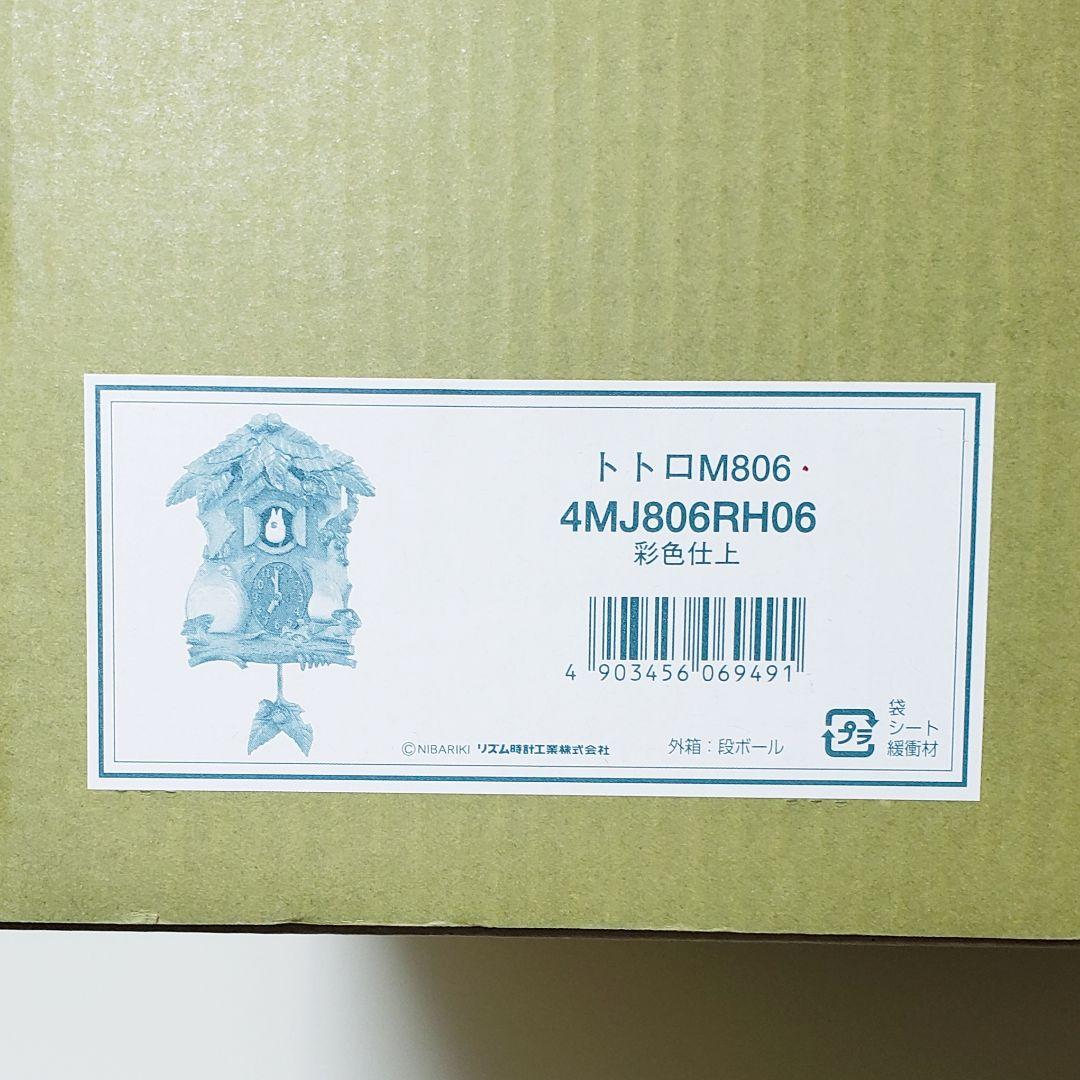 トトロM806
4MJ806RH06
彩色仕上
4 903456 069491
©NIBARIKI リズム時計工業株式会社
外箱：段ボール
プラ
袋
シート
緩衝材